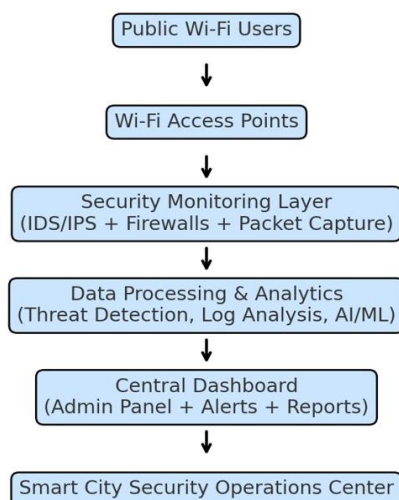 Public Wi-Fi Users
Wi-Fi Access Points
Security Monitoring Layer
(IDS/IPS + Firewalls + Packet Capture)
Data Processing & Analytics
(Threat Detection, Log Analysis, AI/ML)
Central Dashboard
(Admin Panel + Alerts + Reports)
Smart City Security Operations Center